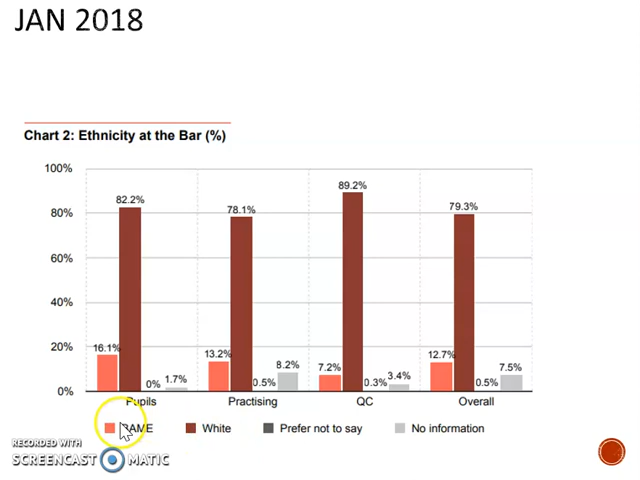 JAN 2018
Chart 2: Ethnicity at the Bar (%)
100%
80%
60%
40%
20%
0%
16.1%
82.2%
0%
1.7%
13.2%
78.1%
0.5%
8.2%
7.2%
89.2%
0.3%
3.4%
12.7%
79.3%
0.5%
7.5%
Pupils
Practising
QC
Overall
BAME
White
Prefer not to say
No information
RECORDED WITH
SCREENCAST MATIC